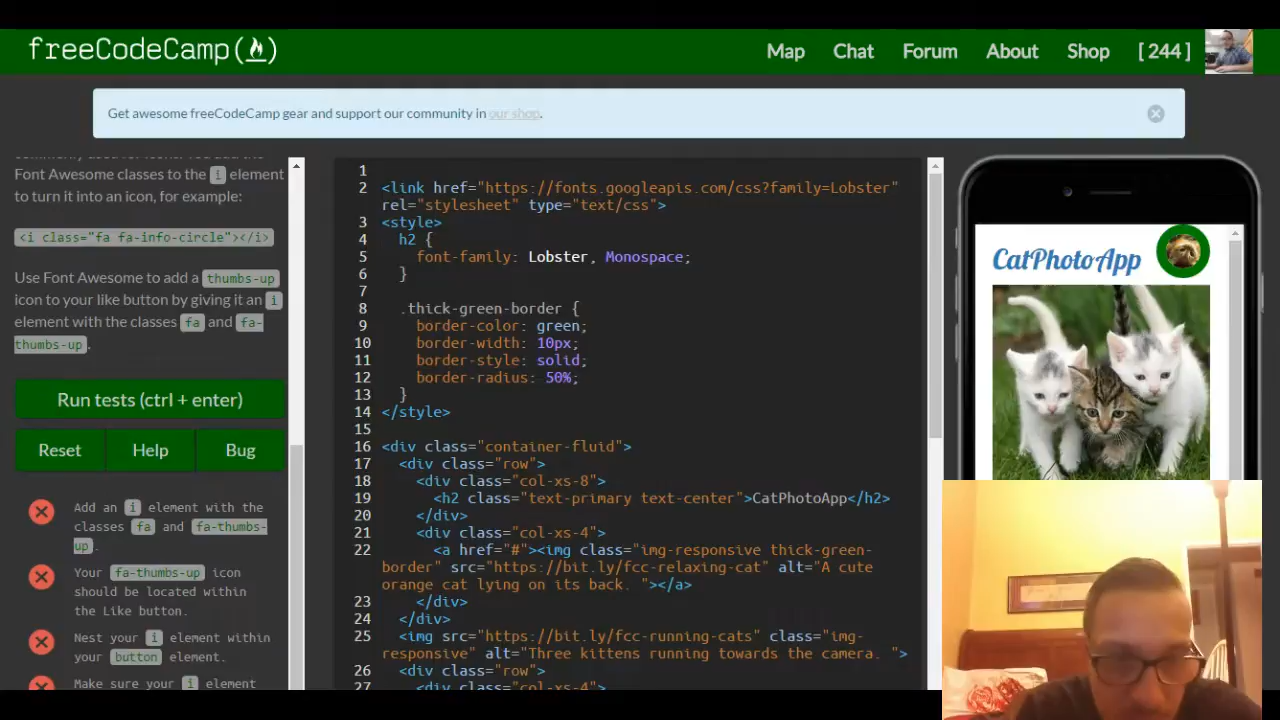 freeCodeCamp(🔥)
Map Chat Forum About Shop [ 244 ]
Get awesome freeCodeCamp gear and support our community in our shop.
Font Awesome classes to the i element
to turn it into an icon, for example:
<i class="fa fa-info-circle"></i>
Use Font Awesome to add a thumbs-up
icon to your like button by giving it an i
element with the classes fa and fa-
thumbs-up .
Run tests (ctrl + enter)
Reset Help Bug
Add an i element with the
classes fa and fa-thumbs-
up .
Your fa-thumbs-up icon
should be located within
the Like button.
Nest your i element within
your button element.
Make sure your i element
1
2 <link href="https://fonts.googleapis.com/css?family=Lobster"
rel="stylesheet" type="text/css">
3 <style>
4 h2 {
5 font-family: Lobster, Monospace;
6 }
7
8 .thick-green-border {
9 border-color: green;
10 border-width: 10px;
11 border-style: solid;
12 border-radius: 50%;
13 }
14 </style>
15
16 <div class="container-fluid">
17 <div class="row">
18 <div class="col-xs-8">
19 <h2 class="text-primary text-center">CatPhotoApp</h2>
20 </div>
21 <div class="col-xs-4">
22 <a href="#"><img class="img-responsive thick-green-
border" src="https://bit.ly/fcc-relaxing-cat" alt="A cute
orange cat lying on its back. "></a>
23 </div>
24 </div>
25 <img src="https://bit.ly/fcc-running-cats" class="img-
responsive" alt="Three kittens running towards the camera. ">
26 <div class="row">
27 <div class="col-xs-4">
CatPhotoApp